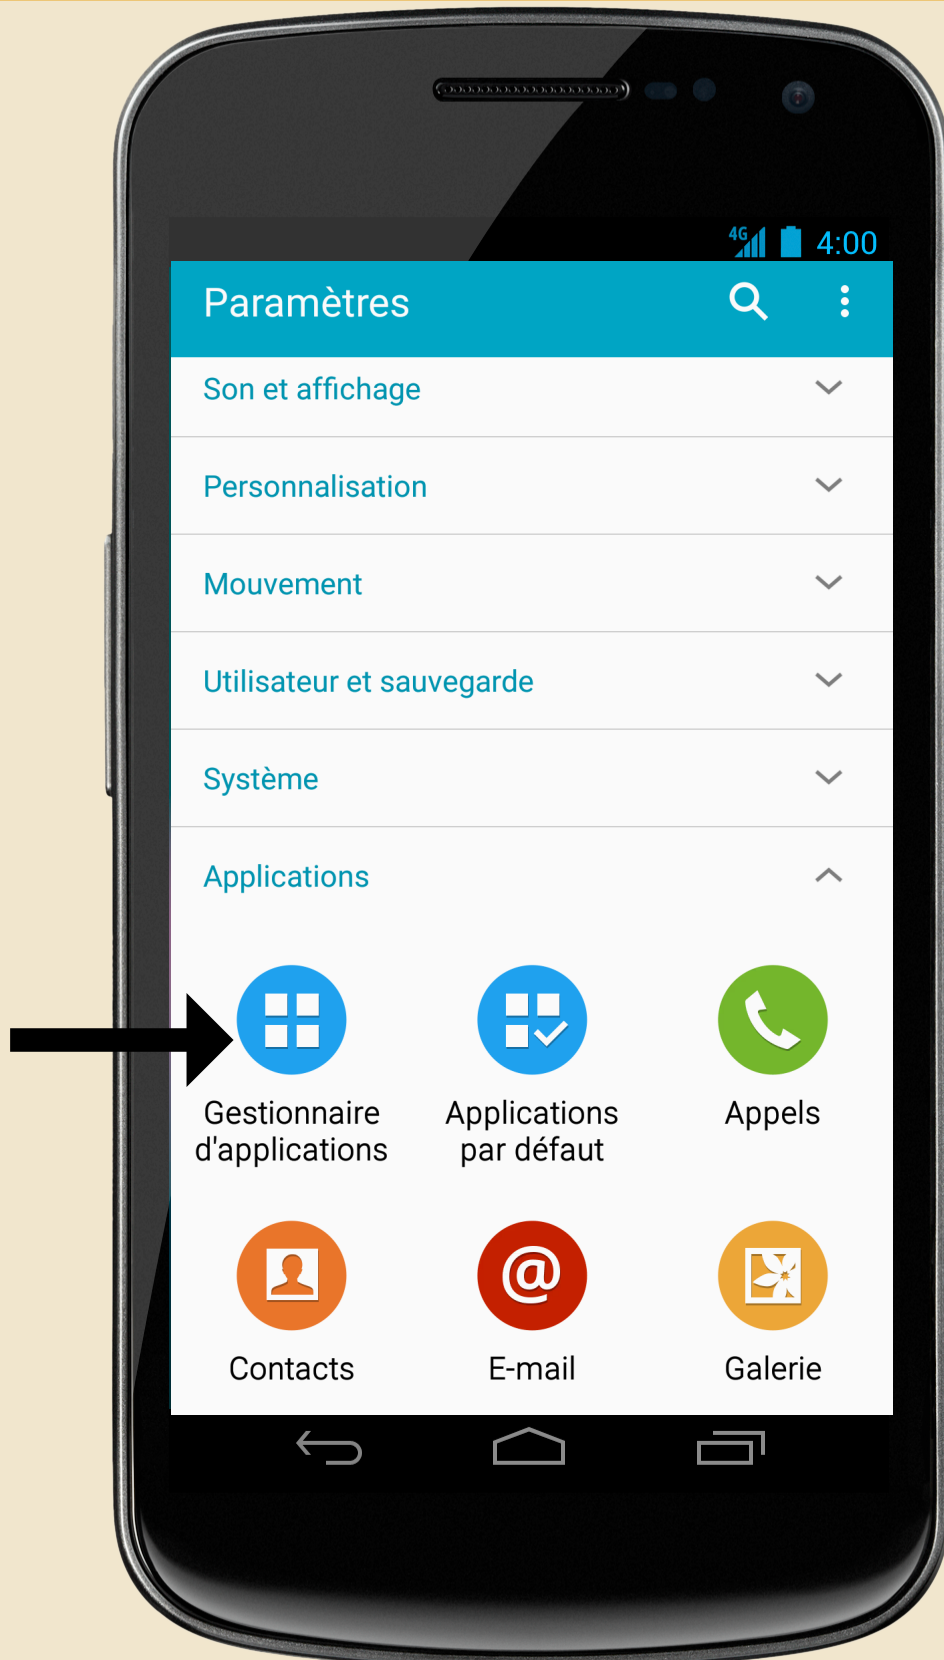 4G 4:00
Paramètres
Son et affichage
Personnalisation
Mouvement
Utilisateur et sauvegarde
Système
Applications
Gestionnaire
d'applications
Applications
par défaut
Appels
Contacts
@
E-mail
Galerie